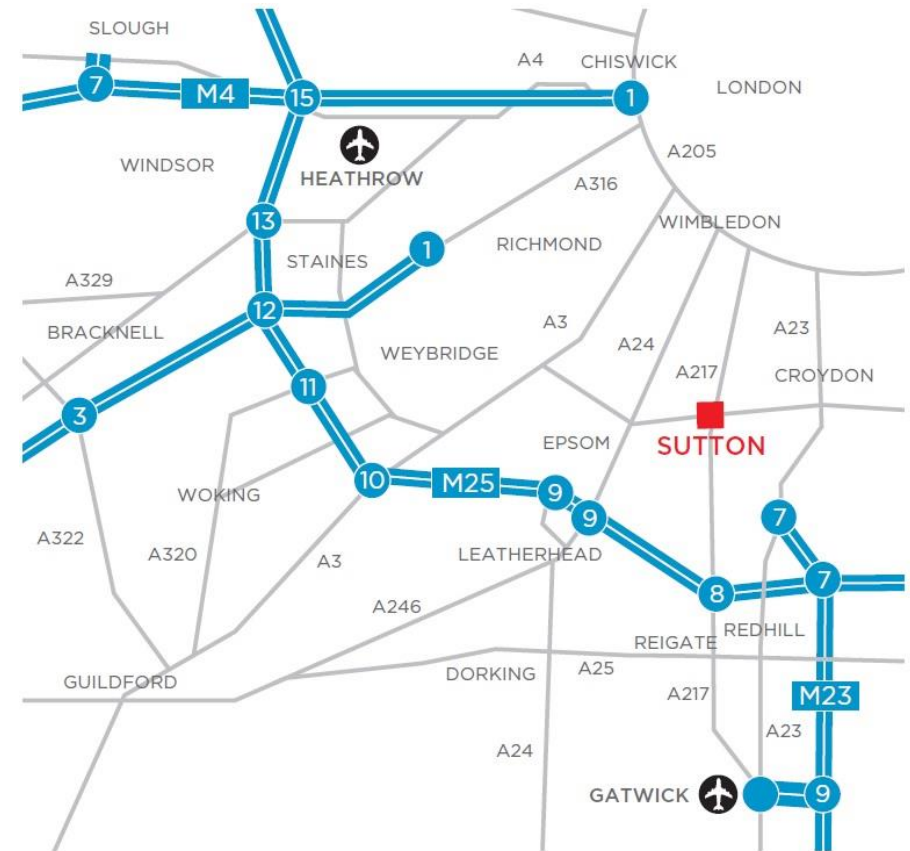 SLOUGH
A4
CHISWICK
7
M4
15
1
LONDON
A205
WINDSOR
HEATHROW
A316
13
WIMBLEDON
1
RICHMOND
STAINES
A329
12
BRACKNELL
A3
A23
A24
WEYBRIDGE
A217
CROYDON
11
3
EPSOM
SUTTON
10
M25
9
WOKING
9
7
A322
A320
A3
LEATHERHEAD
7
8
A246
REDHILL
REIGATE
GUILDFORD
DORKING
A25
A217
M23
A23
A24
GATWICK
9